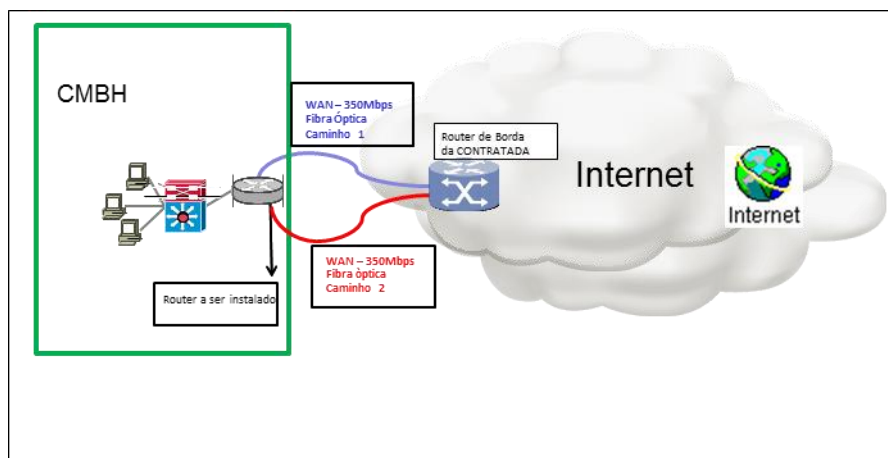 CMBH
WAN – 350Mbps
Fibra Óptica
Caminho 1
Router de Borda
da CONTRATADA
Internet
Internet
WAN – 350Mbps
Fibra òptica
Caminho 2
Router a ser instalado